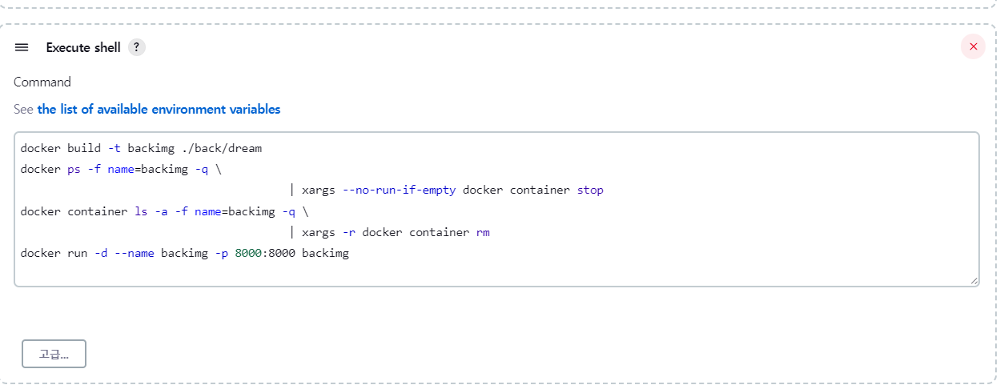 Execute shell ?
Command
See the list of available environment variables
docker build -t backimg ./back/dream
docker ps -f name=backimg -q \
| xargs --no-run-if-empty docker container stop
docker container ls -a -f name=backimg -q \
| xargs -r docker container rm
docker run -d --name backimg -p 8000:8000 backimg
고급...